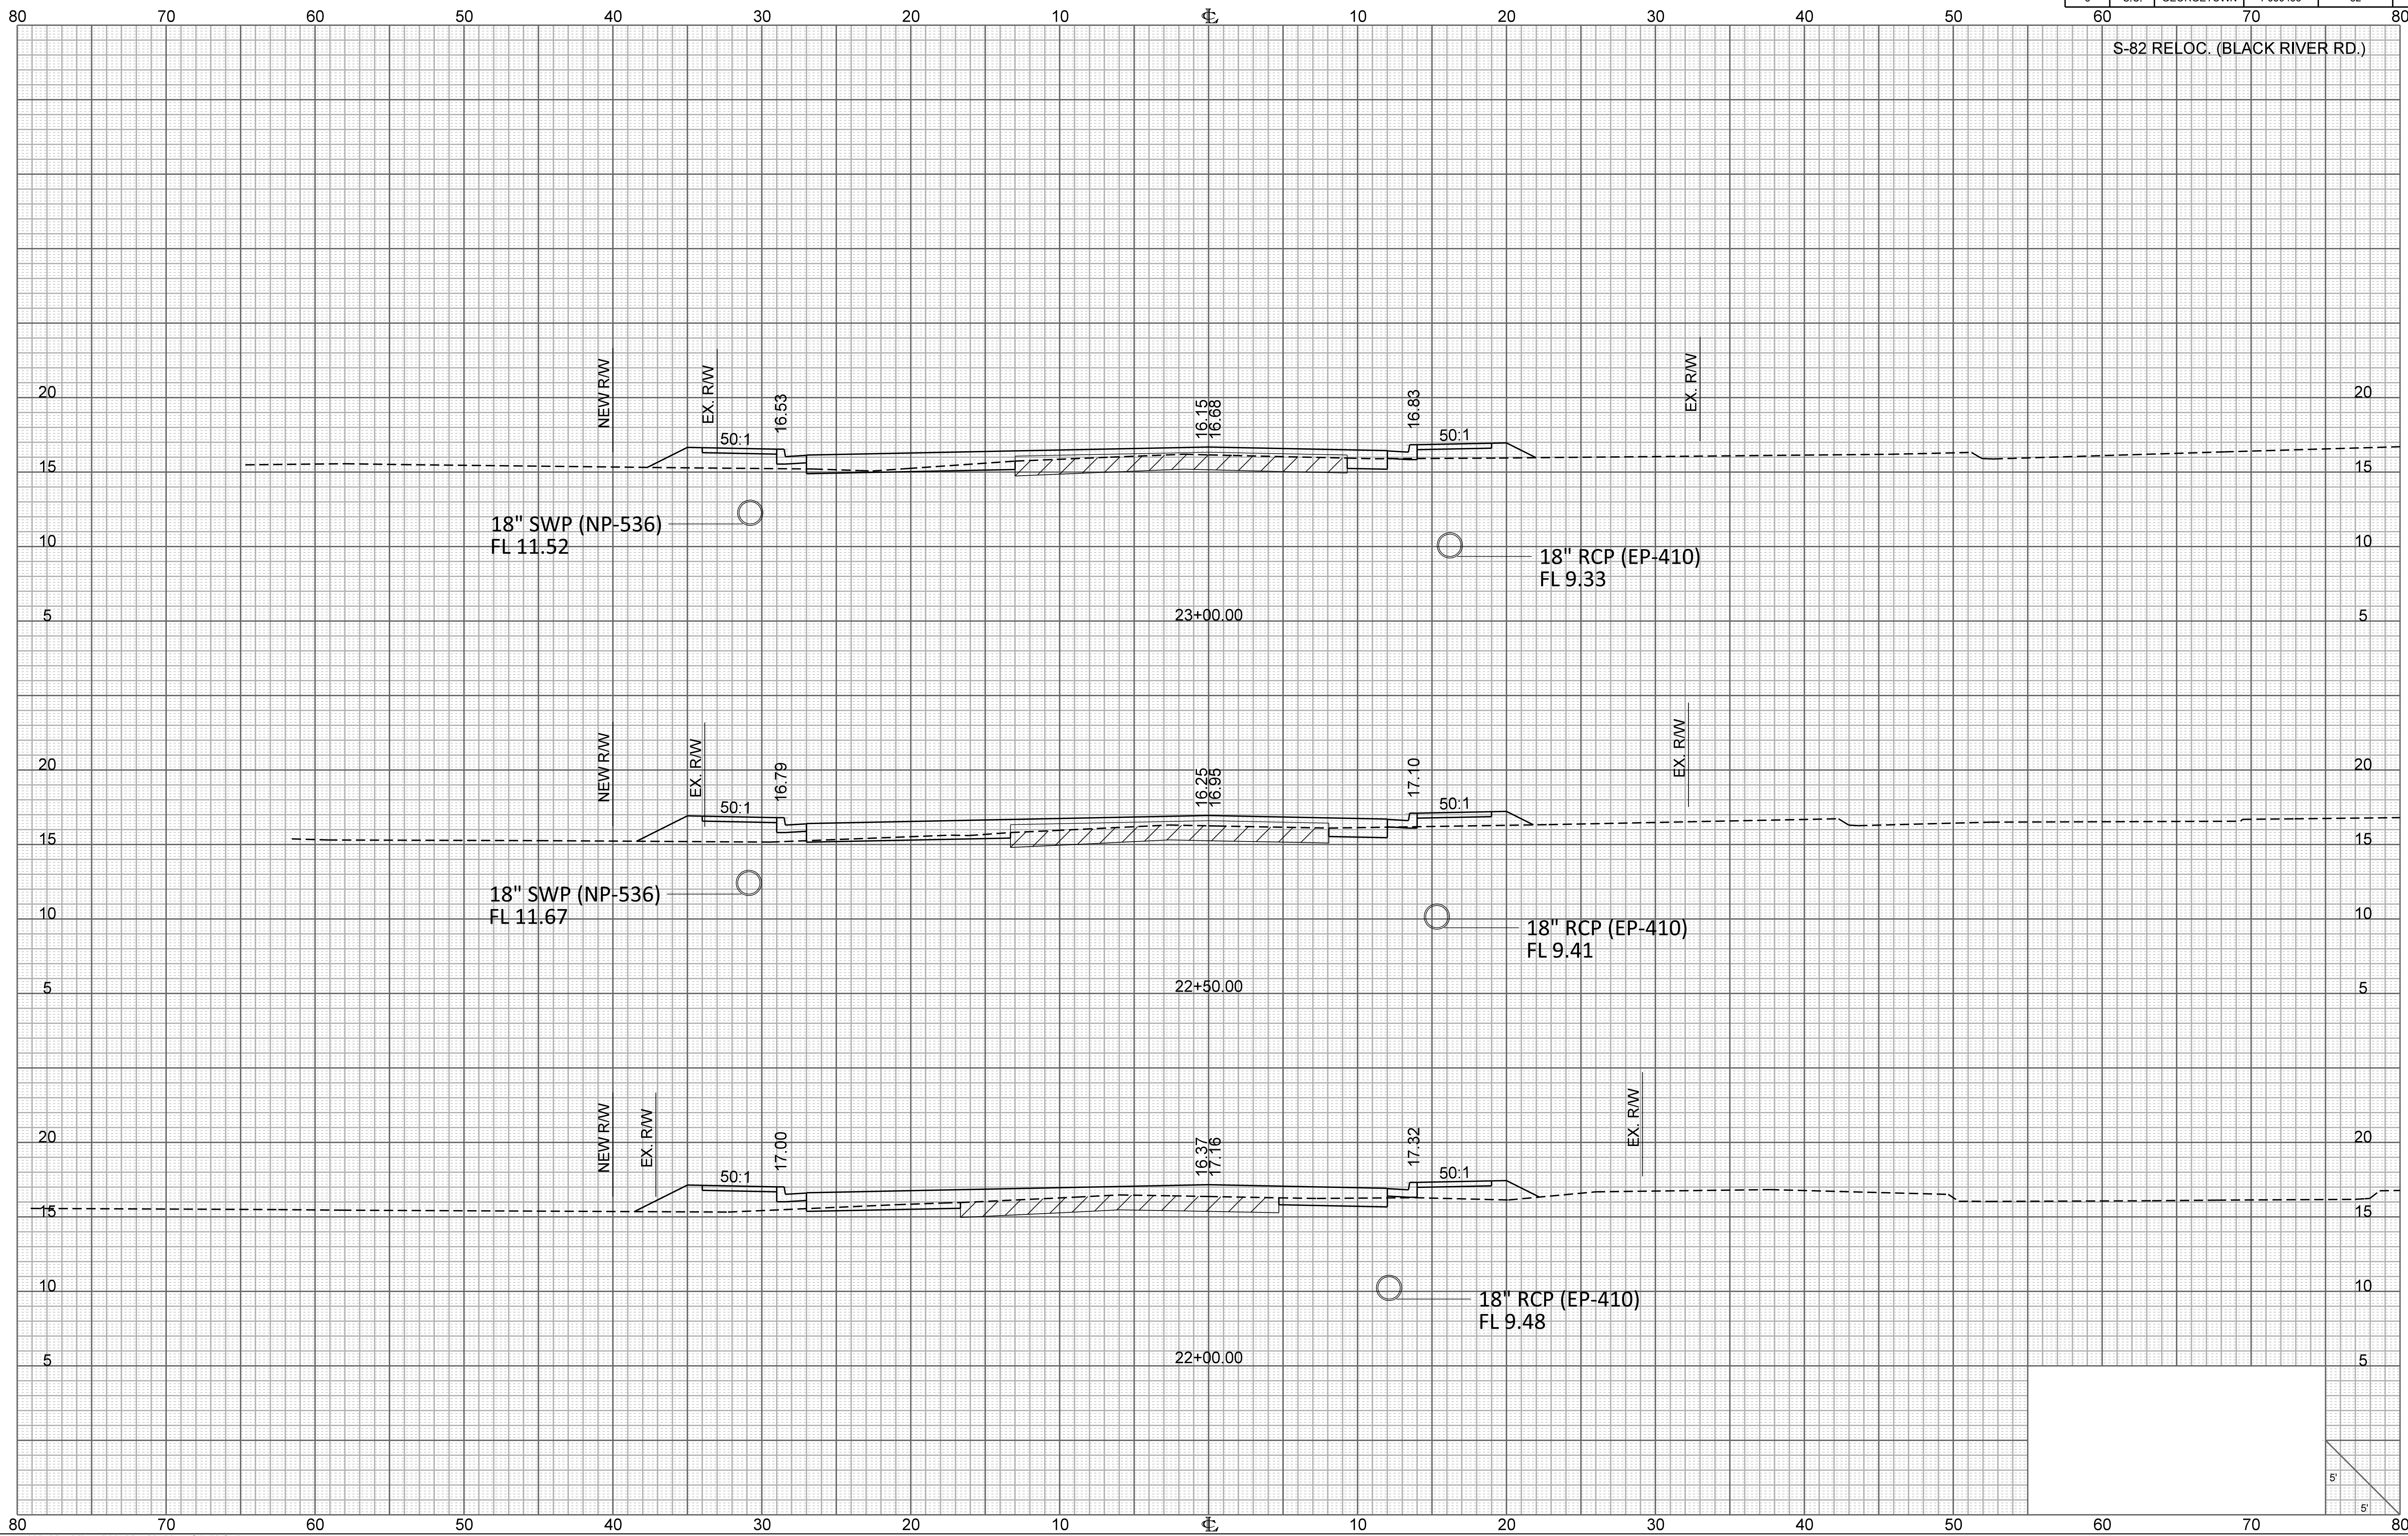 80 70 60 50 40 30 20 10 ℄ 10 20 30 40 50 60 70 80
S-82 RELOC. (BLACK RIVER RD.)
NEW R/W
EX. R/W
16.53
16.15
16.68
16.83
EX. R/W
20 20
50:1 50:1
15 15
18" SWP (NP-536)
FL 11.52
10 10
18" RCP (EP-410)
FL 9.33
5 23+00.00 5
NEW R/W
EX. R/W
16.79
16.25
16.95
17.10
EX. R/W
20 20
50:1 50:1
15 15
18" SWP (NP-536)
FL 11.67
10 10
18" RCP (EP-410)
FL 9.41
5 22+50.00 5
NEW R/W
EX. R/W
17.00
16.37
17.16
17.32
EX. R/W
20 20
50:1 50:1
15 15
10 10
18" RCP (EP-410)
FL 9.48
5 22+00.00 5
5'
5'
80 70 60 50 40 30 20 10 ℄ 10 20 30 40 50 60 70 80